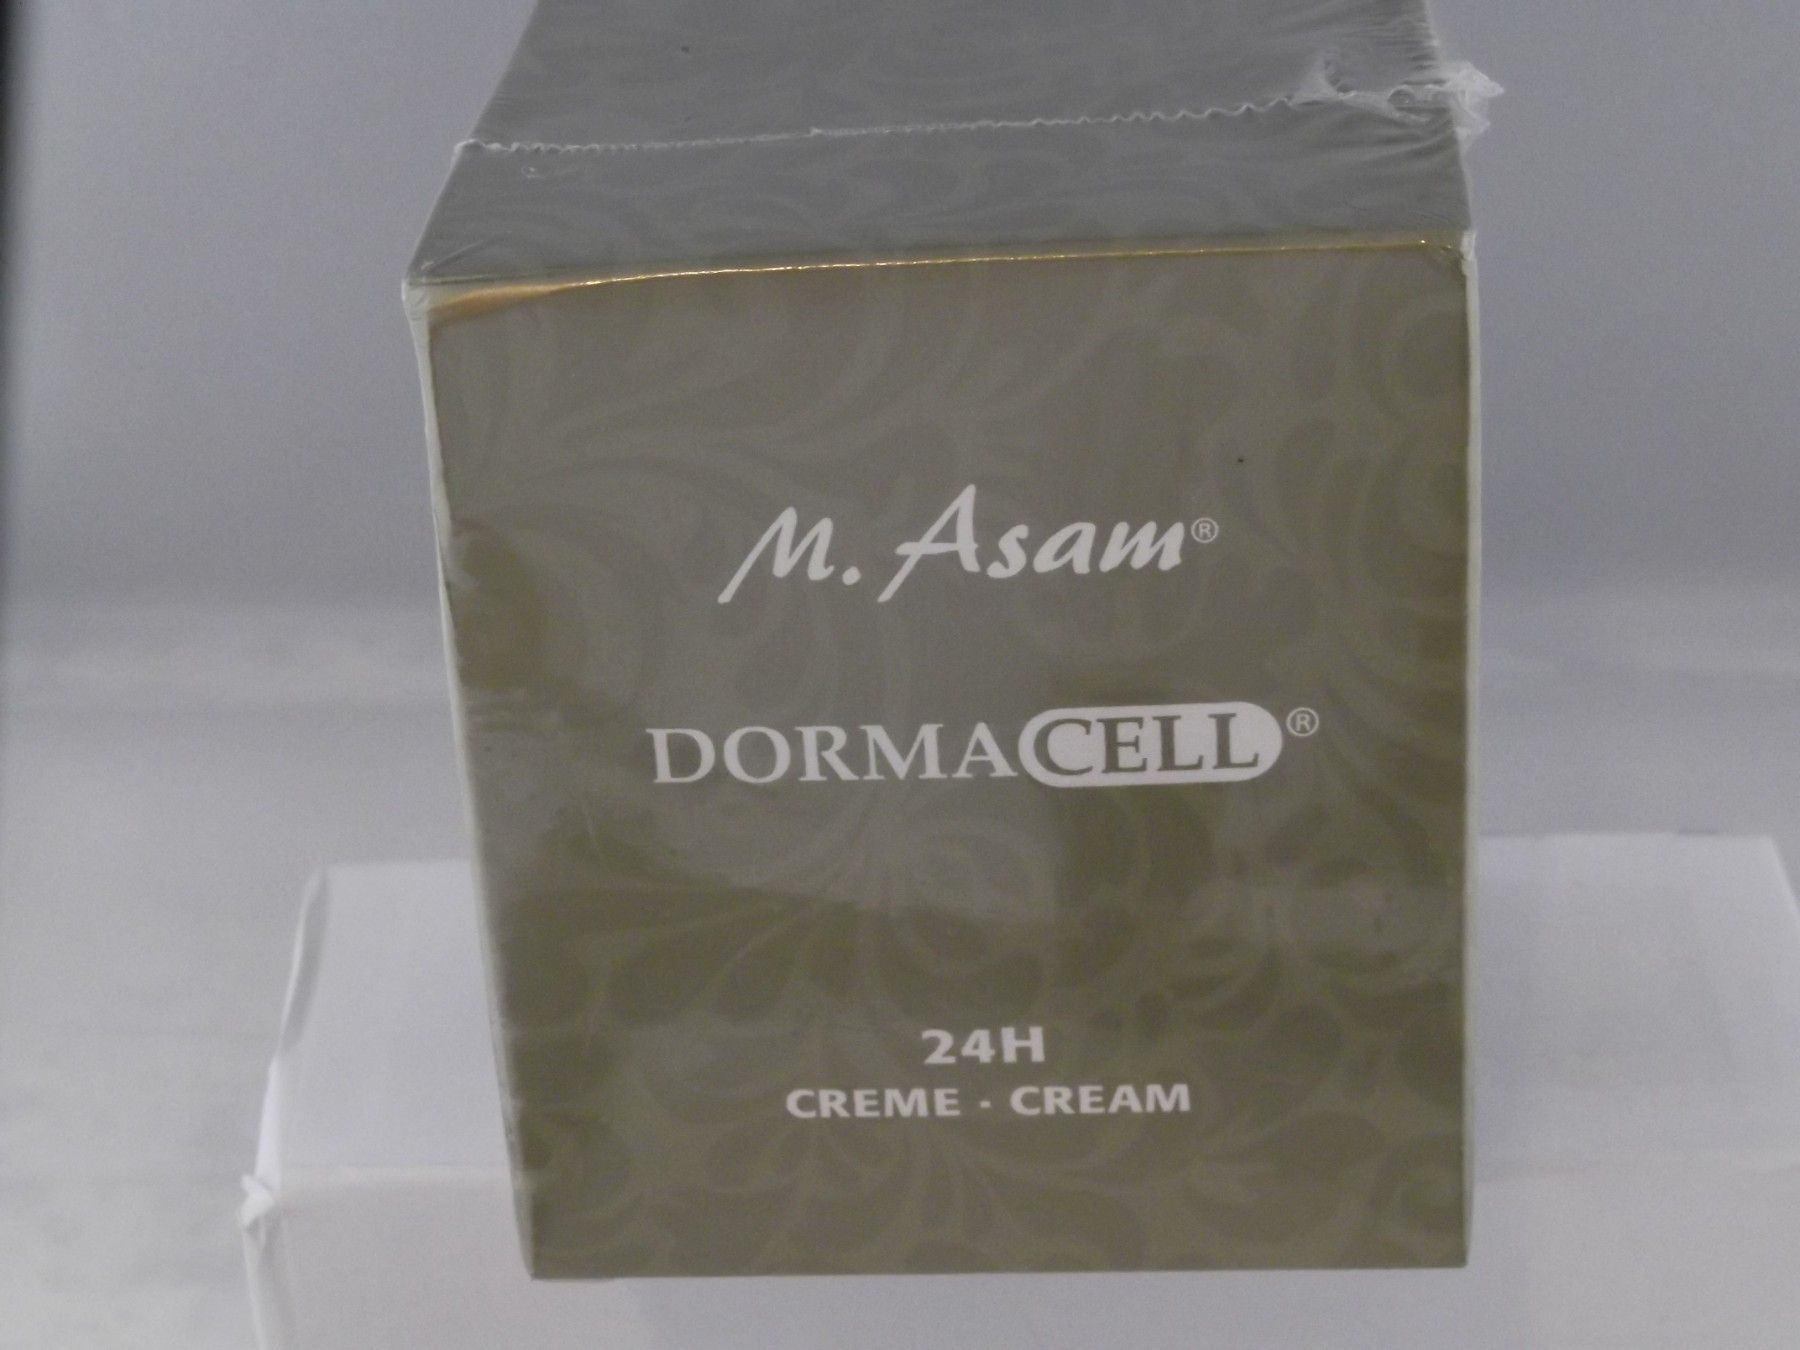 M. Asam®
DORMACELL®
24H
CREME · CREAM